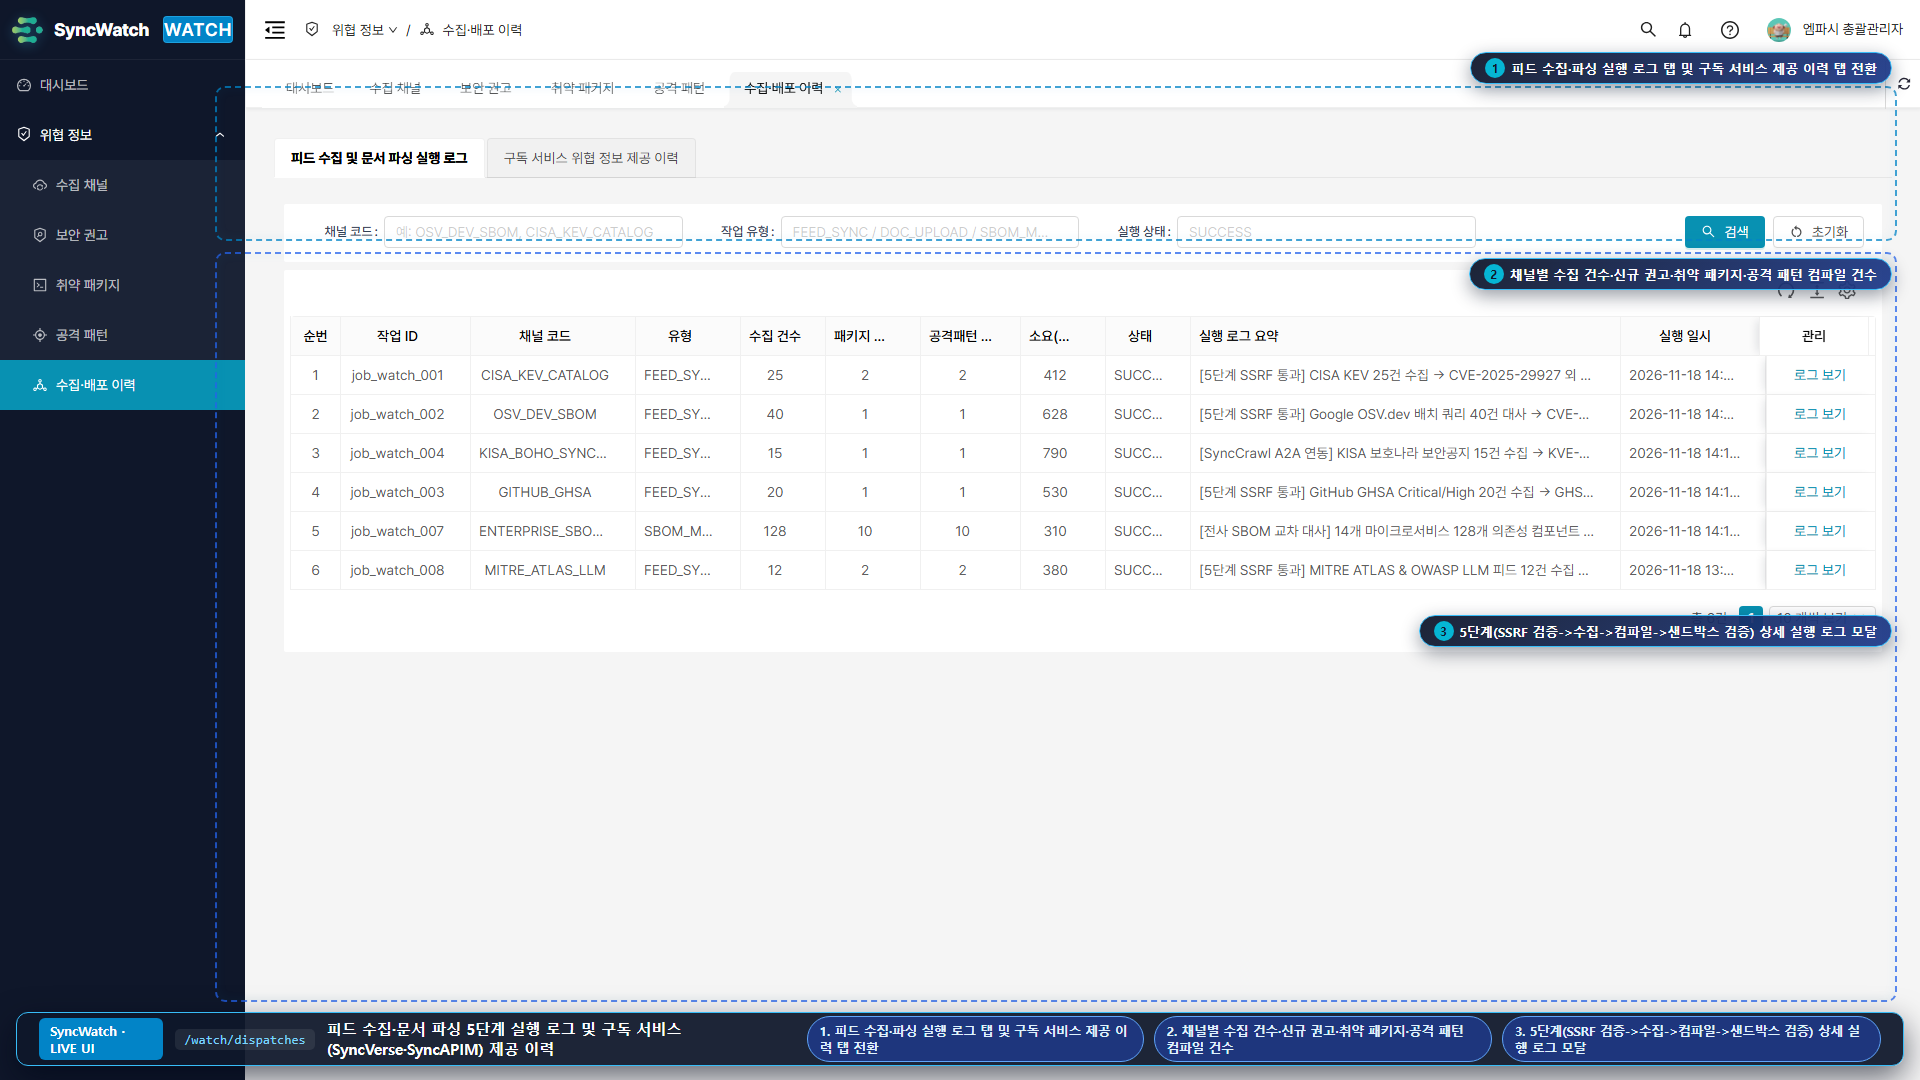 SyncWatch WATCH
위협 정보 / 수집·배포 이력
엠파시 총괄관리자
대시보드
위협 정보
수집 채널
보안 권고
취약 패키지
공격 패턴
수집·배포 이력
대시보드 수집 채널 보안 권고 취약 패키지 공격 패턴 수집·배포 이력 ×
1 피드 수집·파싱 실행 로그 탭 및 구독 서비스 제공 이력 탭 전환
피드 수집 및 문서 파싱 실행 로그 구독 서비스 위협 정보 제공 이력
채널 코드: 예: OSV_DEV_SBOM, CISA_KEV_CATALOG 작업 유형: FEED_SYNC / DOC_UPLOAD / SBOM_M... 실행 상태: SUCCESS 검색 초기화
2 채널별 수집 건수·신규 권고·취약 패키지·공격 패턴 컴파일 건수
순번 작업 ID 채널 코드 유형 수집 건수 패키지 ... 공격패턴 ... 소요(... 상태 실행 로그 요약 실행 일시 관리
1 job_watch_001 CISA_KEV_CATALOG FEED_SY... 25 2 2 412 SUCC... [5단계 SSRF 통과] CISA KEV 25건 수집 → CVE-2025-29927 외 ... 2026-11-18 14:... 로그 보기
2 job_watch_002 OSV_DEV_SBOM FEED_SY... 40 1 1 628 SUCC... [5단계 SSRF 통과] Google OSV.dev 배치 쿼리 40건 대사 → CVE-... 2026-11-18 14:... 로그 보기
3 job_watch_004 KISA_BOHO_SYNC... FEED_SY... 15 1 1 790 SUCC... [SyncCrawl A2A 연동] KISA 보호나라 보안공지 15건 수집 → KVE-... 2026-11-18 14:1... 로그 보기
4 job_watch_003 GITHUB_GHSA FEED_SY... 20 1 1 530 SUCC... [5단계 SSRF 통과] GitHub GHSA Critical/High 20건 수집 → GHS... 2026-11-18 14:1... 로그 보기
5 job_watch_007 ENTERPRISE_SBO... SBOM_M... 128 10 10 310 SUCC... [전사 SBOM 교차 대사] 14개 마이크로서비스 128개 의존성 컴포넌트 ... 2026-11-18 14:1... 로그 보기
6 job_watch_008 MITRE_ATLAS_LLM FEED_SY... 12 2 2 380 SUCC... [5단계 SSRF 통과] MITRE ATLAS & OWASP LLM 피드 12건 수집 ... 2026-11-18 13:... 로그 보기
3 5단계(SSRF 검증->수집->컴파일->샌드박스 검증) 상세 실행 로그 모달
SyncWatch ·
LIVE UI
/watch/dispatches
피드 수집·문서 파싱 5단계 실행 로그 및 구독 서비스
(SyncVerse·SyncAPIM) 제공 이력
1. 피드 수집·파싱 실행 로그 탭 및 구독 서비스 제공 이
력 탭 전환
2. 채널별 수집 건수·신규 권고·취약 패키지·공격 패턴
컴파일 건수
3. 5단계(SSRF 검증->수집->컴파일->샌드박스 검증) 상세 실
행 로그 모달